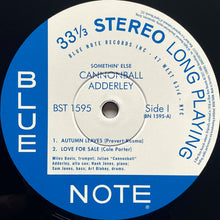 33⅓ STEREO LONG PLAYING
BLUE NOTE RECORDS INC • 47 WEST 63rd. NYC
SOMETHIN' ELSE
CANNONBALL
ADDERLEY
BST 1595
Side I
(BN 1595-A)
1. AUTUMN LEAVES (Prevert-Kosma)
2. LOVE FOR SALE (Cole Porter)
Miles Davis, trumpet; Julian "Cannonball"
Adderley, alto sax; Hank Jones, piano;
Sam Jones, bass; Art Blakey, drums.
BLUE
NOTE